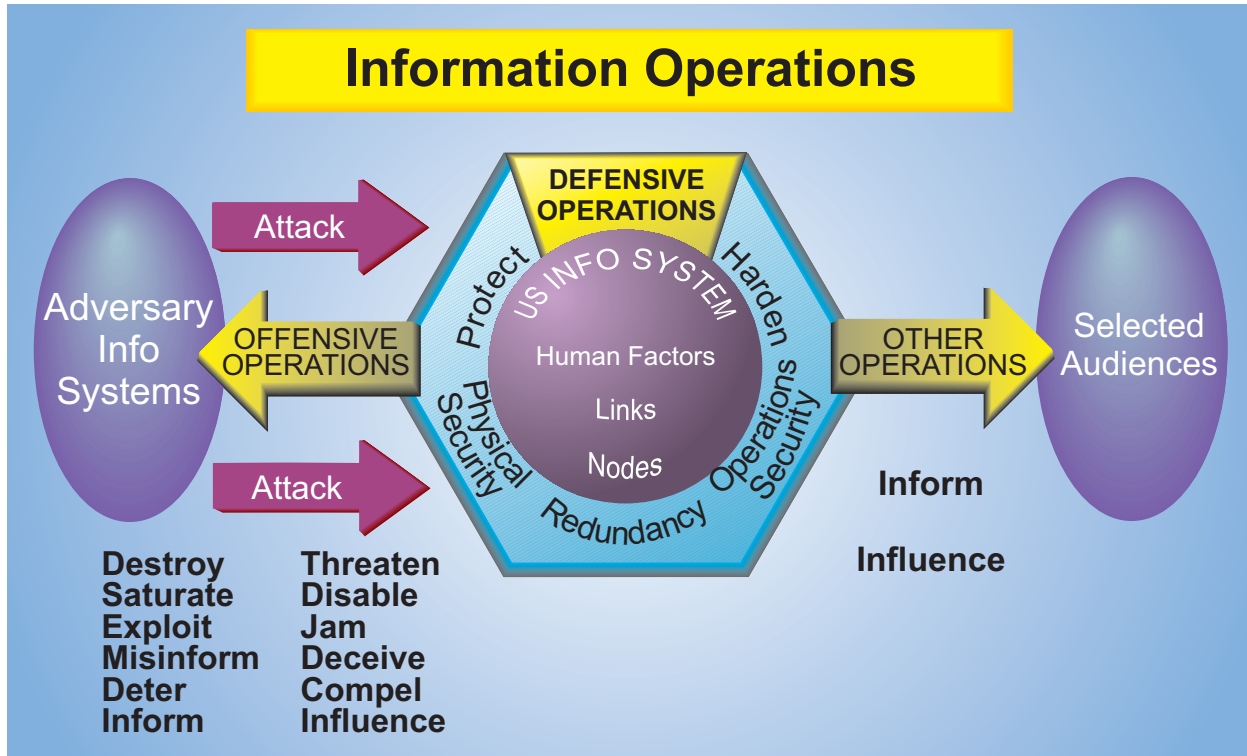 Information Operations
Adversary
Info
Systems
Attack
OFFENSIVE
OPERATIONS
Attack
DEFENSIVE
OPERATIONS
US INFO SYSTEM
Human Factors
Links
Nodes
Protect
Harden
Physical
Security
Redundancy
Operations
Security
OTHER
OPERATIONS
Selected
Audiences
Inform
Influence
Destroy
Saturate
Exploit
Misinform
Deter
Inform
Threaten
Disable
Jam
Deceive
Compel
Influence